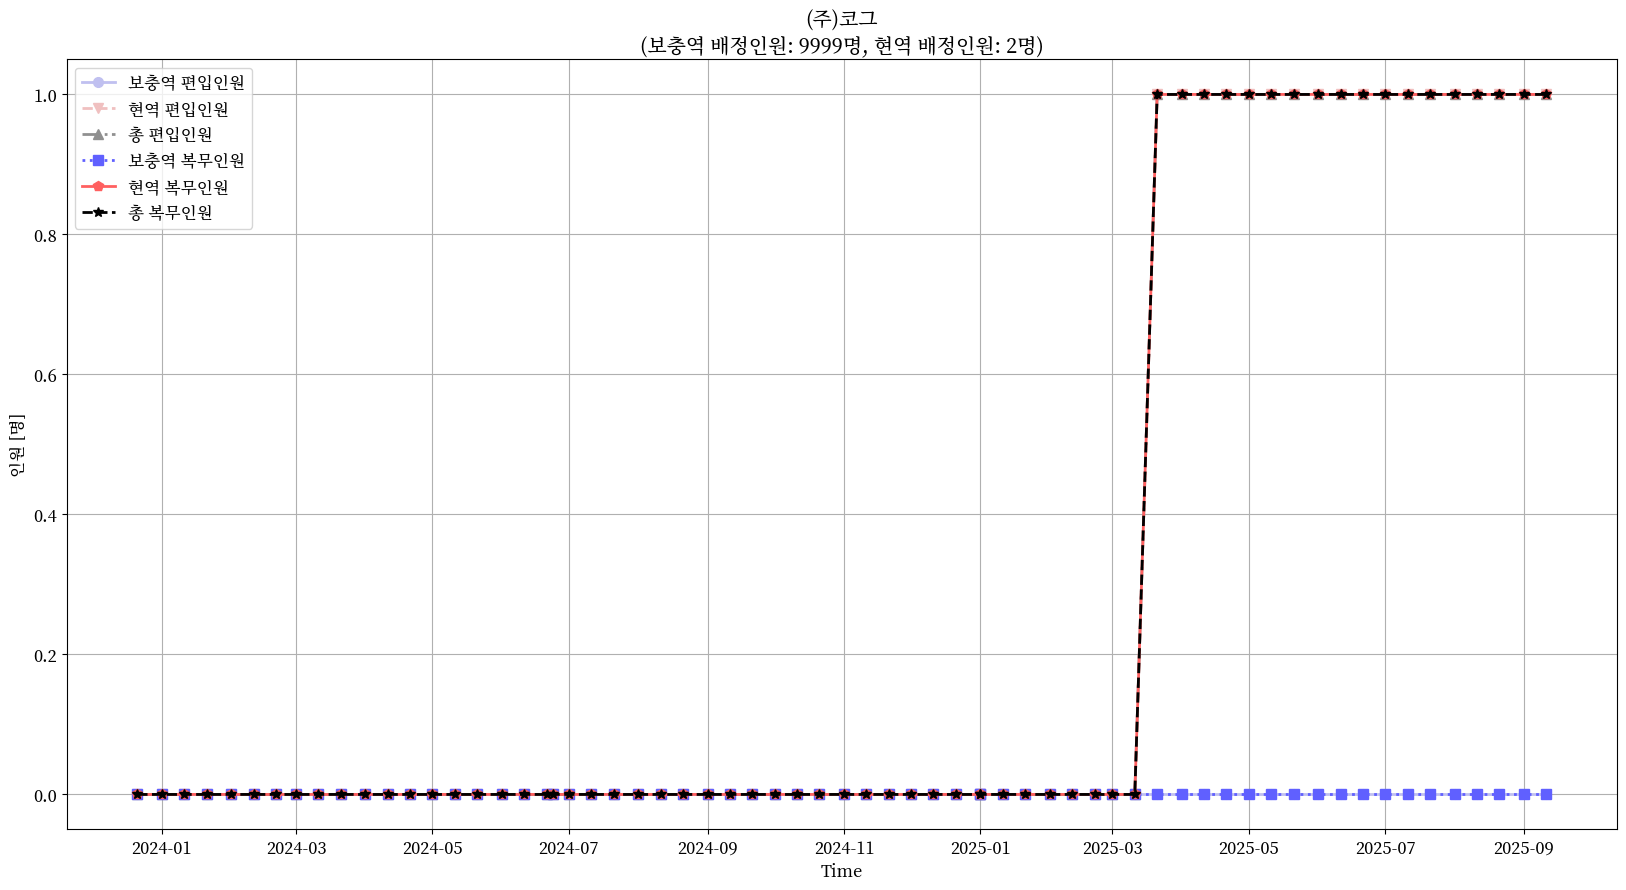 (주)코그
(보충역 배정인원: 9999명, 현역 배정인원: 2명)
보충역 편입인원
현역 편입인원
총 편입인원
보충역 복무인원
현역 복무인원
총 복무인원
인원 [명]
1.0
0.8
0.6
0.4
0.2
0.0
2024-01 2024-03 2024-05 2024-07 2024-09 2024-11 2025-01 2025-03 2025-05 2025-07 2025-09
Time